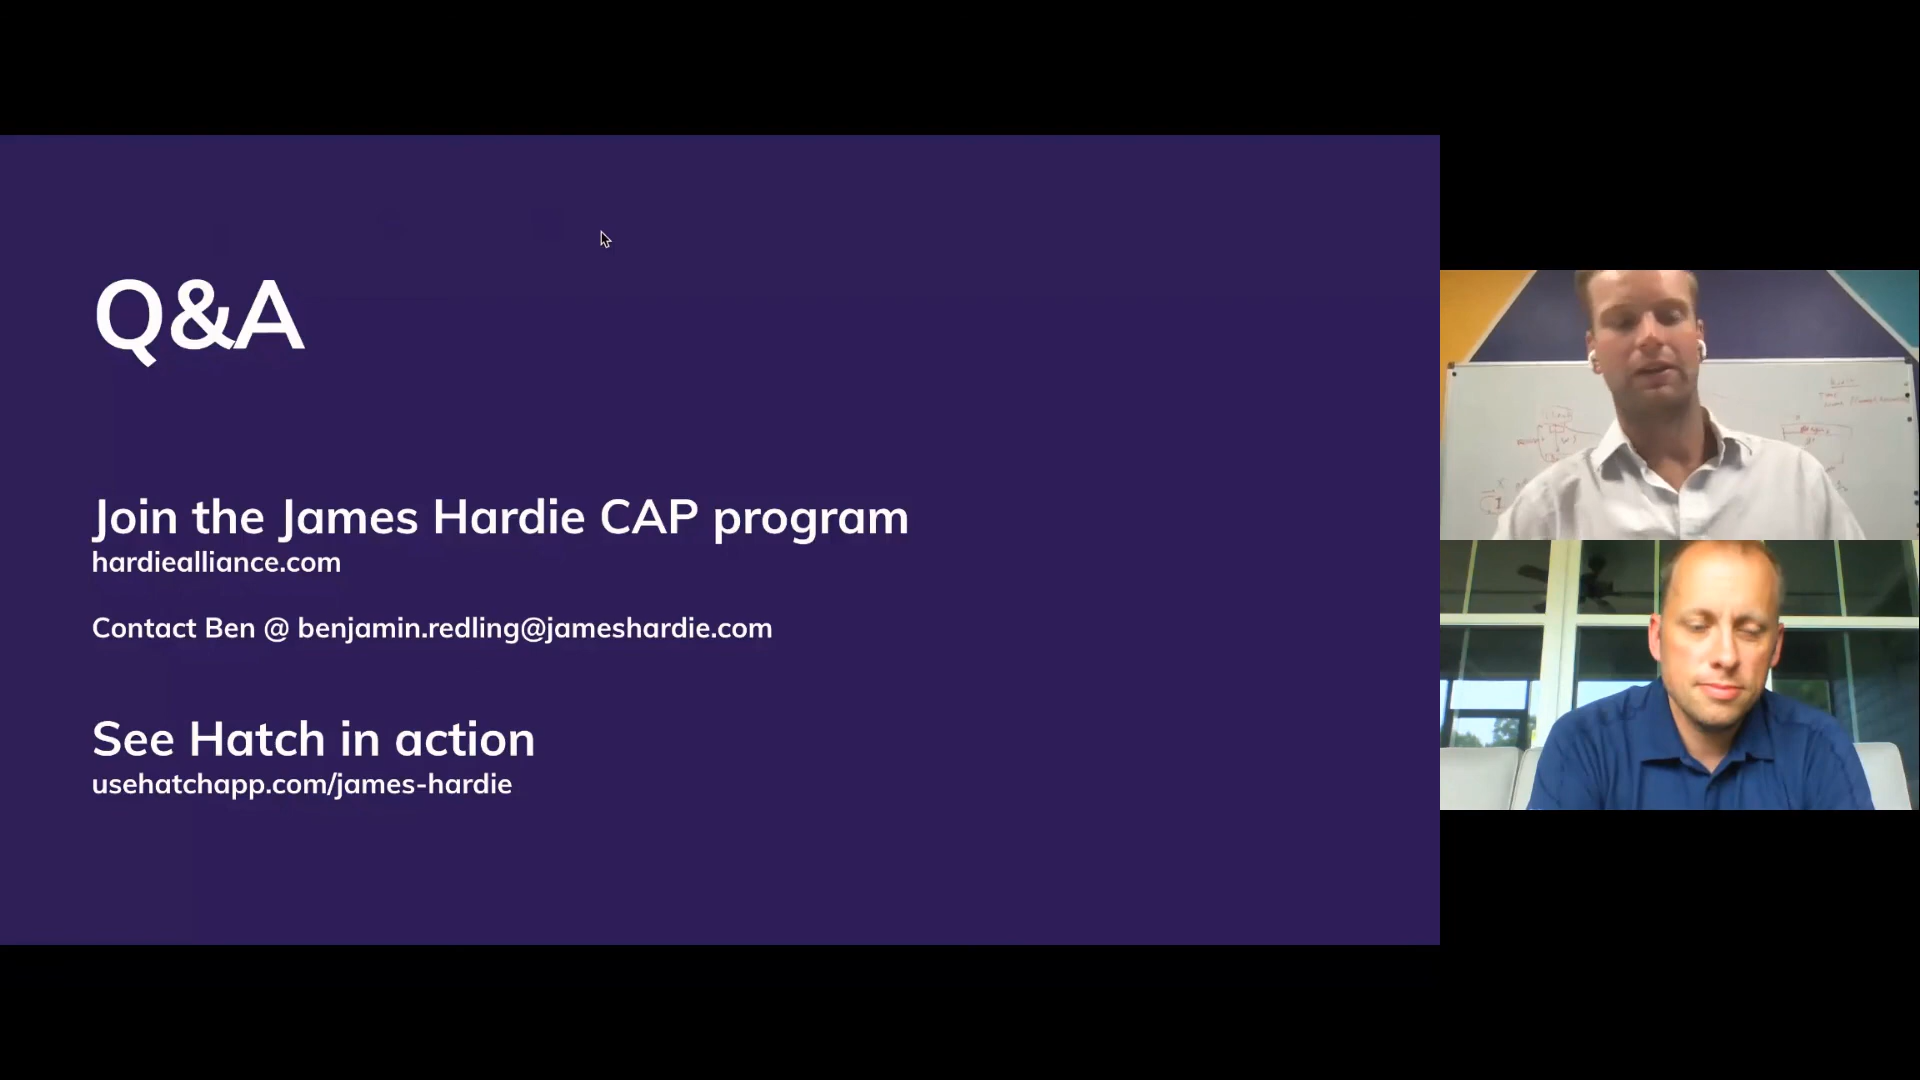 Q&A
Join the James Hardie CAP program
hardiealliance.com
Contact Ben @ benjamin.redling@jameshardie.com
See Hatch in action
usehatchapp.com/james-hardie